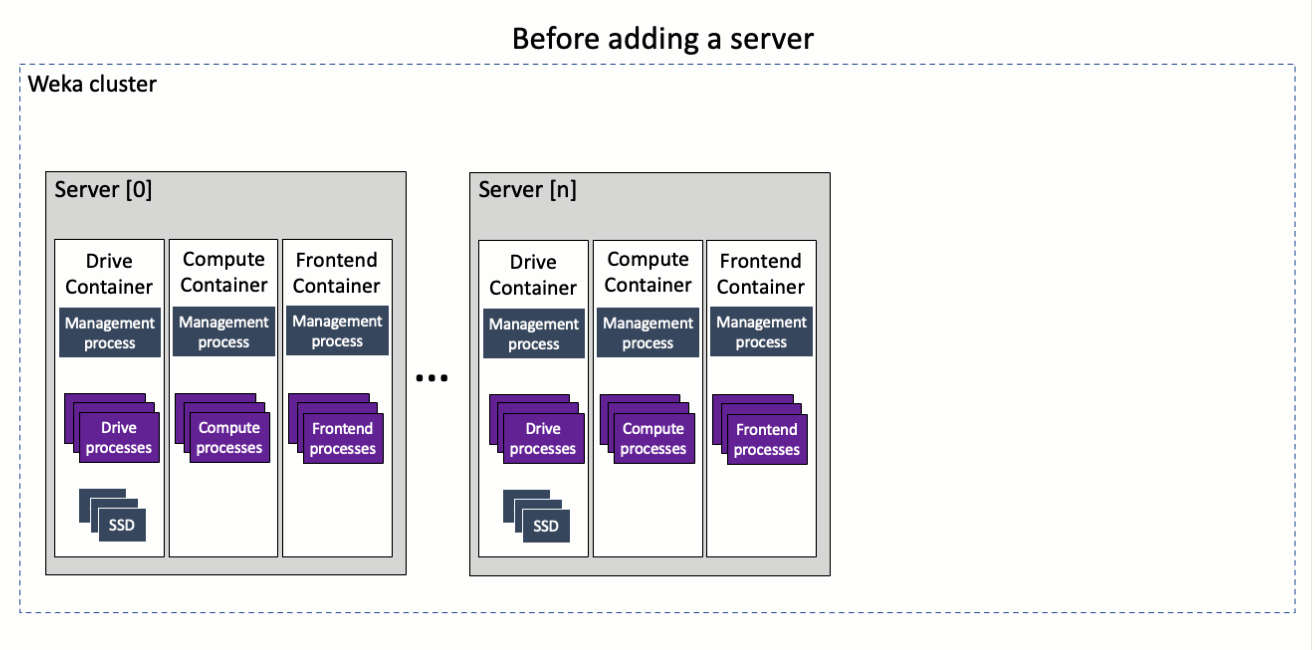 Before adding a server
Weka cluster
Server [0]
Drive
Container
Management
process
Drive
processes
SSD
Compute
Container
Management
process
Compute
processes
Frontend
Container
Management
process
Frontend
processes
...
Server [n]
Drive
Container
Management
process
Drive
processes
SSD
Compute
Container
Management
process
Compute
processes
Frontend
Container
Management
process
Frontend
processes